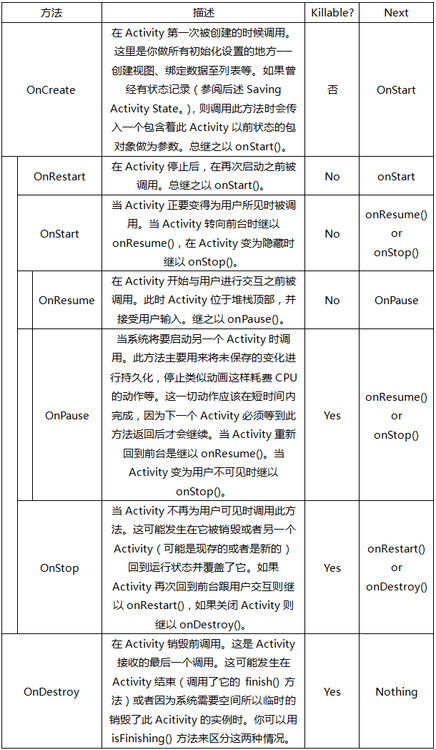 方法 描述 Killable? Next
在 Activity 第一次被创建的时候调用。
这里是你做所有初始化设置的地方──
创建视图、绑定数据至列表等。如果曾
经有状态记录（参阅后述 Saving
Activity State。)，则调用此方法时会传
入一个包含着此 Activity 以前状态的包
对象做为参数。总继之以 onStart()。
OnCreate
否
OnStart
在 Activity 停止后，在再次启动之前被
调用。总继之以 onStart()。
OnRestart
No
onStart
当 Activity 正要变得为用户所见时被调
用。当 Activity 转向前台时继以
onResume()，在 Activity 变为隐藏时
继以 onStop()。
OnStart
No
onResume()
or
onStop()
在 Activity 开始与用户进行交互之前被
调用。此时 Activity 位于堆栈顶部，并
接受用户输入。继之以 onPause()。
OnResume
No
OnPause
当系统将要启动另一个 Activity 时调
用。此方法主要用来将未保存的变化进
行持久化，停止类似动画这样耗费 CPU
的动作等。这一切动作应该在短时间内
完成，因为下一个 Activity 必须等到此
方法返回后才会继续。当 Activity 重新
回到前台是继以 onResume()。当
Activity 变为用户不可见时继以
onStop()。
OnPause
Yes
onResume()
or
onStop()
当 Activity 不再为用户可见时调用此方
法。这可能发生在它被销毁或者另一个
Activity（可能是现存的或者是新的）
回到运行状态并覆盖了它。如果
Activity 再次回到前台跟用户交互则继
以 onRestart()，如果关闭 Activity 则
继以 onDestroy()。
OnStop
Yes
onRestart()
or
onDestroy()
在 Activity 销毁前调用。这是 Activity
接收的最后一个调用。这可能发生在
Activity 结束（调用了它的 finish() 方
法）或者因为系统需要空间所以临时的
销毁了此 Acitivity 的实例时。你可以用
isFinishing() 方法来区分这两种情况。
OnDestroy
Yes
Nothing